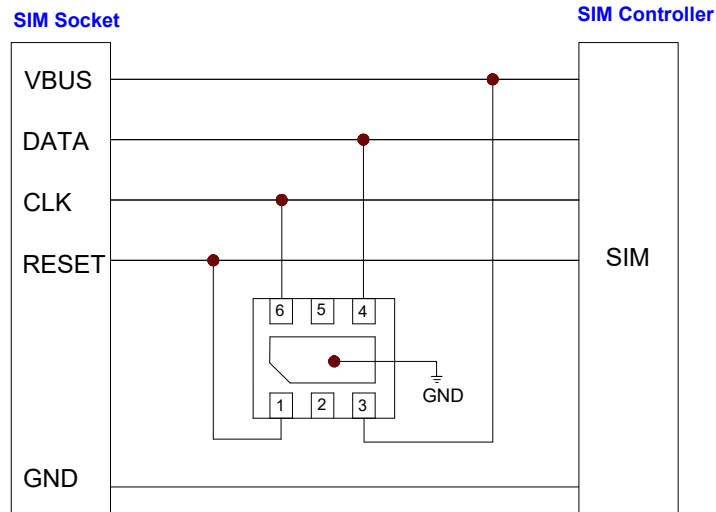 SIM Socket
SIM Controller
VBUS
DATA
CLK
RESET
SIM
6 5 4
GND
1 2 3
GND